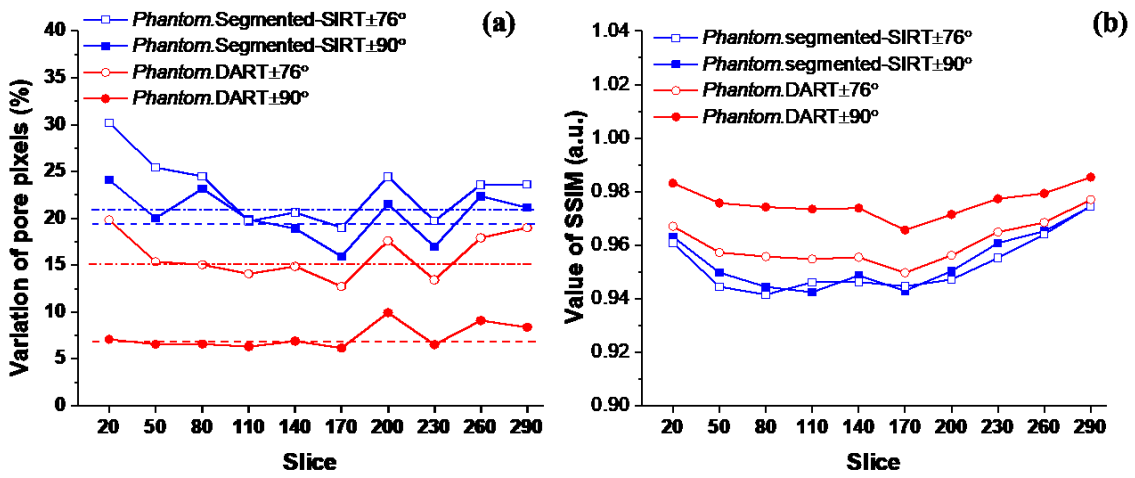 (a)
Phantom.Segmented-SIRT±76°
Phantom.Segmented-SIRT±90°
Phantom.DART±76°
Phantom.DART±90°
Variation of pore pixels (%)
40
35
30
25
20
15
10
5
0
20 50 80 110 140 170 200 230 260 290
Slice
(b)
Phantom.segmented-SIRT±76°
Phantom.segmented-SIRT±90°
Phantom.DART±76°
Phantom.DART±90°
Value of SSIM (a.u.)
1.04
1.02
1.00
0.98
0.96
0.94
0.92
0.90
20 50 80 110 140 170 200 230 260 290
Slice